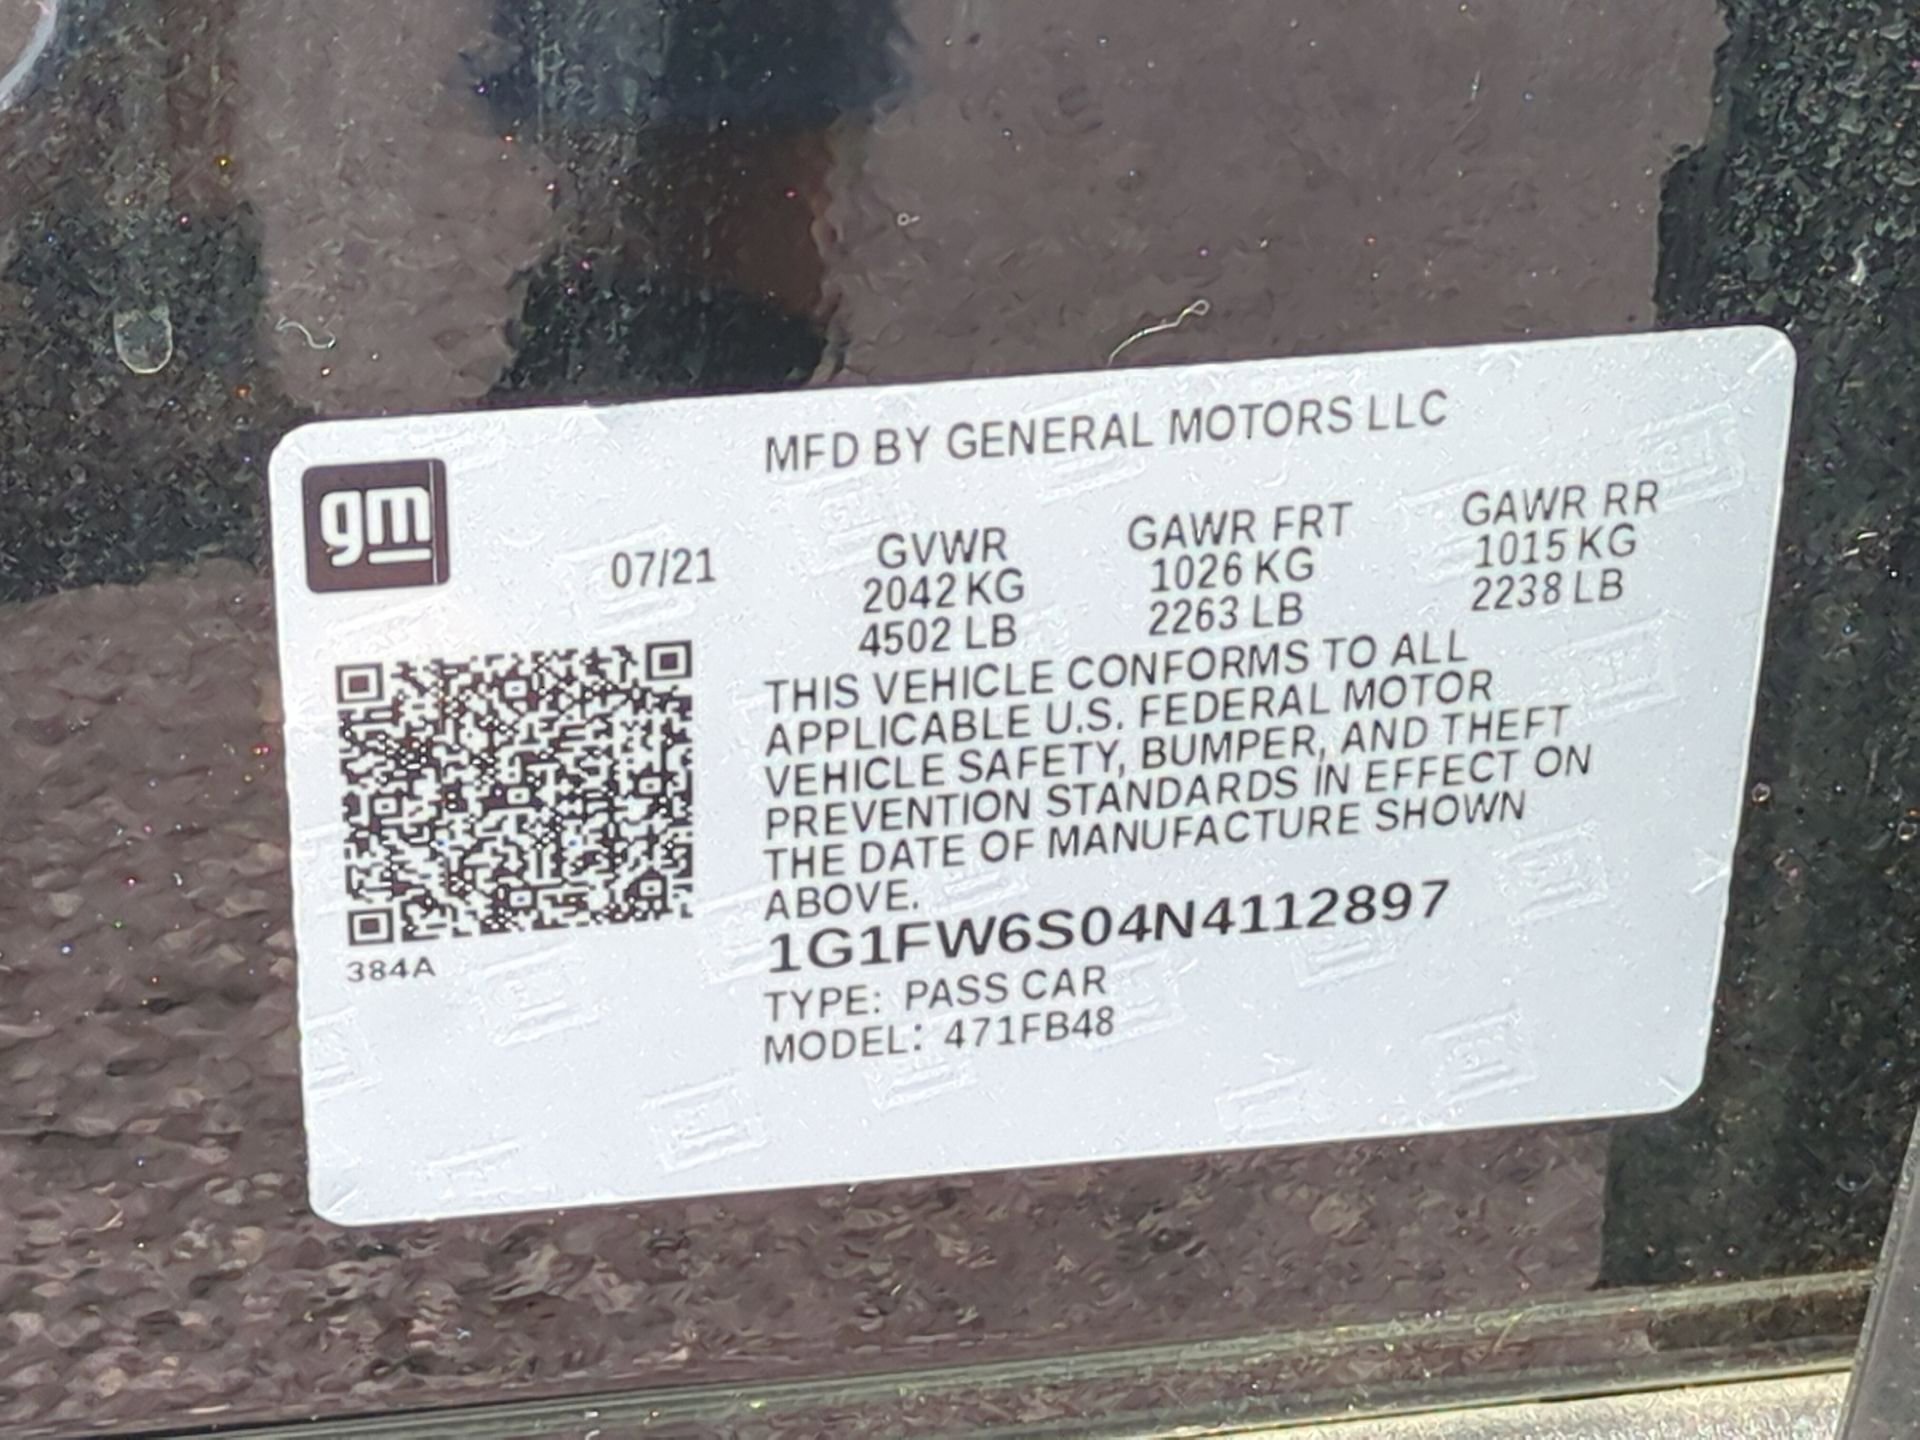 MFD BY GENERAL MOTORS LLC
gm
07/21
GVWR
2042 KG
4502 LB
GAWR FRT
1026 KG
2263 LB
GAWR RR
1015 KG
2238 LB
THIS VEHICLE CONFORMS TO ALL
APPLICABLE U.S. FEDERAL MOTOR
VEHICLE SAFETY, BUMPER, AND THEFT
PREVENTION STANDARDS IN EFFECT ON
THE DATE OF MANUFACTURE SHOWN
ABOVE.
1G1FW6S04N4112897
TYPE: PASS CAR
MODEL: 471FB48
384A